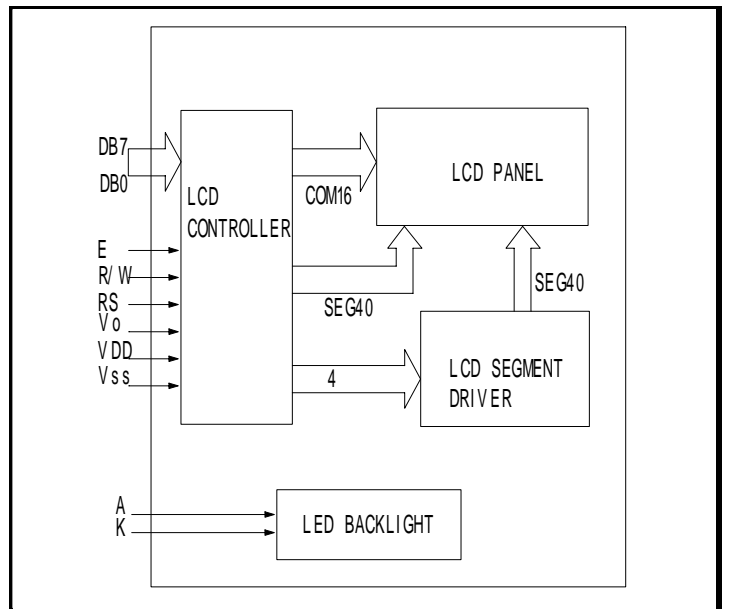 DB7
DB0
E
R/W
RS
Vo
VDD
Vss
LCD
CONTROLLER
COM16
SEG40
4
LCD PANEL
SEG40
LCD SEGMENT
DRIVER
A
K
LED BACKLIGHT